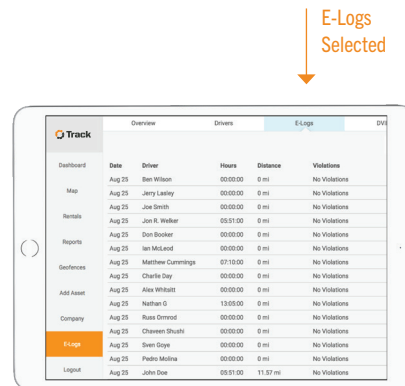 E-Logs
Selected
Track
Overview Drivers E-Logs
Dashboard
Map
Rentals
Reports
Geofences
Add Asset
Company
E-Logs
Logout
Date Driver Hours Distance Violations
Aug 25 Ben Wilson 00:00:00 0 mi No Violations
Aug 25 Jerry Lasley 00:00:00 0 mi No Violations
Aug 25 Joe Smith 00:00:00 0 mi No Violations
Aug 25 Jon R. Welker 05:51:00 0 mi No Violations
Aug 25 Don Booker 00:00:00 0 mi No Violations
Aug 25 Ian McLeod 00:00:00 0 mi No Violations
Aug 25 Matthew Cummings 07:10:00 0 mi No Violations
Aug 25 Charlie Day 00:00:00 0 mi No Violations
Aug 25 Alex Whitsitt 00:00:00 0 mi No Violations
Aug 25 Nathan G 13:05:00 0 mi No Violations
Aug 25 Russ Ormrod 00:00:00 0 mi No Violations
Aug 25 Chaveen Shushi 00:00:00 0 mi No Violations
Aug 25 Sven Goye 00:00:00 0 mi No Violations
Aug 25 Pedro Molina 00:00:00 0 mi No Violations
Aug 25 John Doe 05:51:00 11.57 mi No Violations